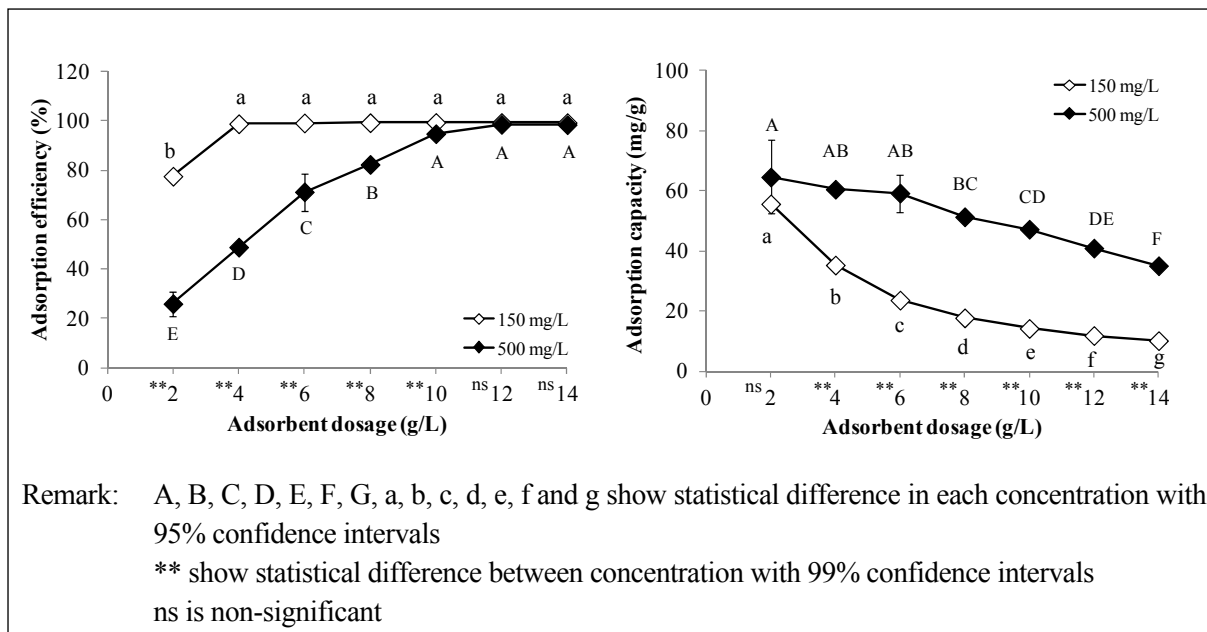 120
100
80
60
40
20
0
Adsorption efficiency (%)
a a a a a a
b
A A A
B
C
D
E
150 mg/L
500 mg/L
0 **2 **4 **6 **8 **10 ns12 ns14
Adsorbent dosage (g/L)
100
80
60
40
20
0
Adsorption capacity (mg/g)
150 mg/L
500 mg/L
A AB AB BC CD DE F
a b c d e f g
0 ns2 **4 **6 **8 **10 **12 **14
Adsorbent dosage (g/L)
Remark: A, B, C, D, E, F, G, a, b, c, d, e, f and g show statistical difference in each concentration with
95% confidence intervals
** show statistical difference between concentration with 99% confidence intervals
ns is non-significant